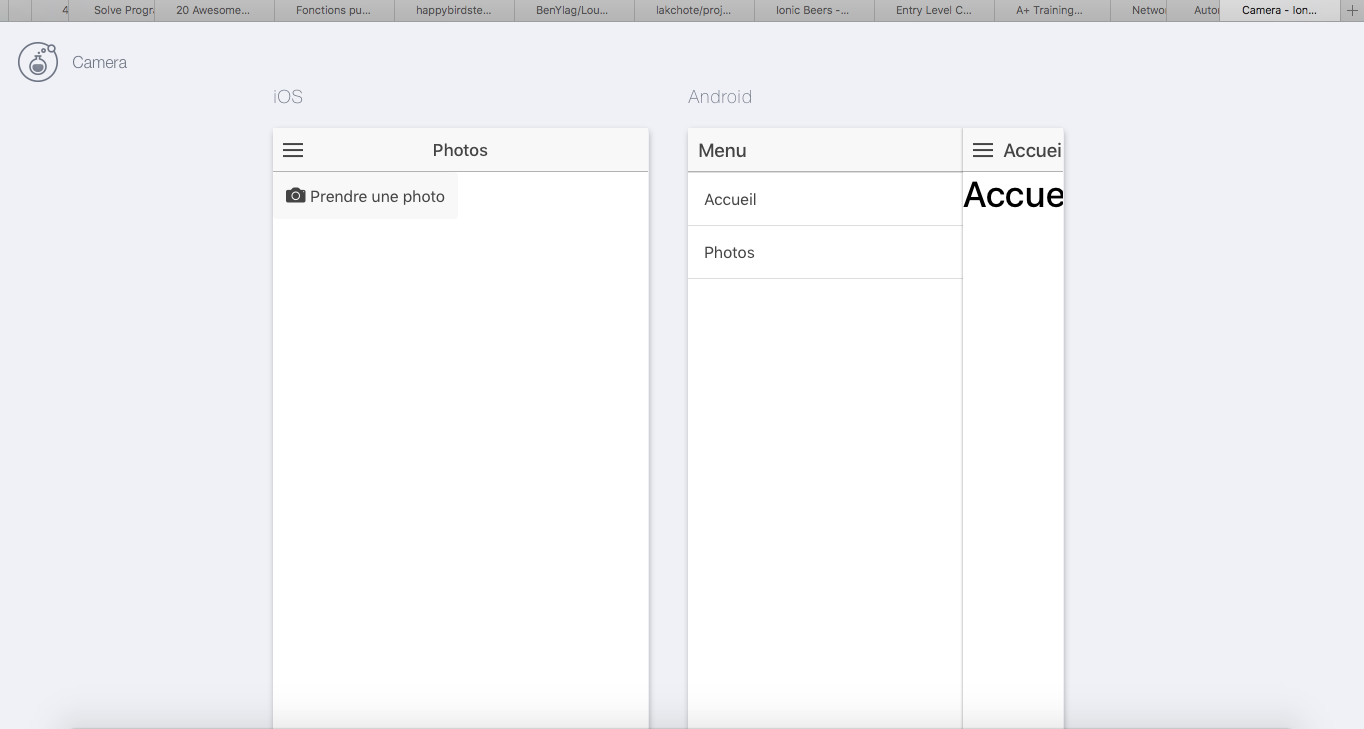 4
Solve Progr
20 Awesome...
Fonctions pu...
happybirdste...
BenYlag/Lou...
lakchote/proj...
Ionic Beers -...
Entry Level C...
A+ Training...
Netwo
Auto
Camera - Ion...
Camera
iOS
Android
Photos
Prendre une photo
Menu
Accueil
Photos
Accuei
Accue